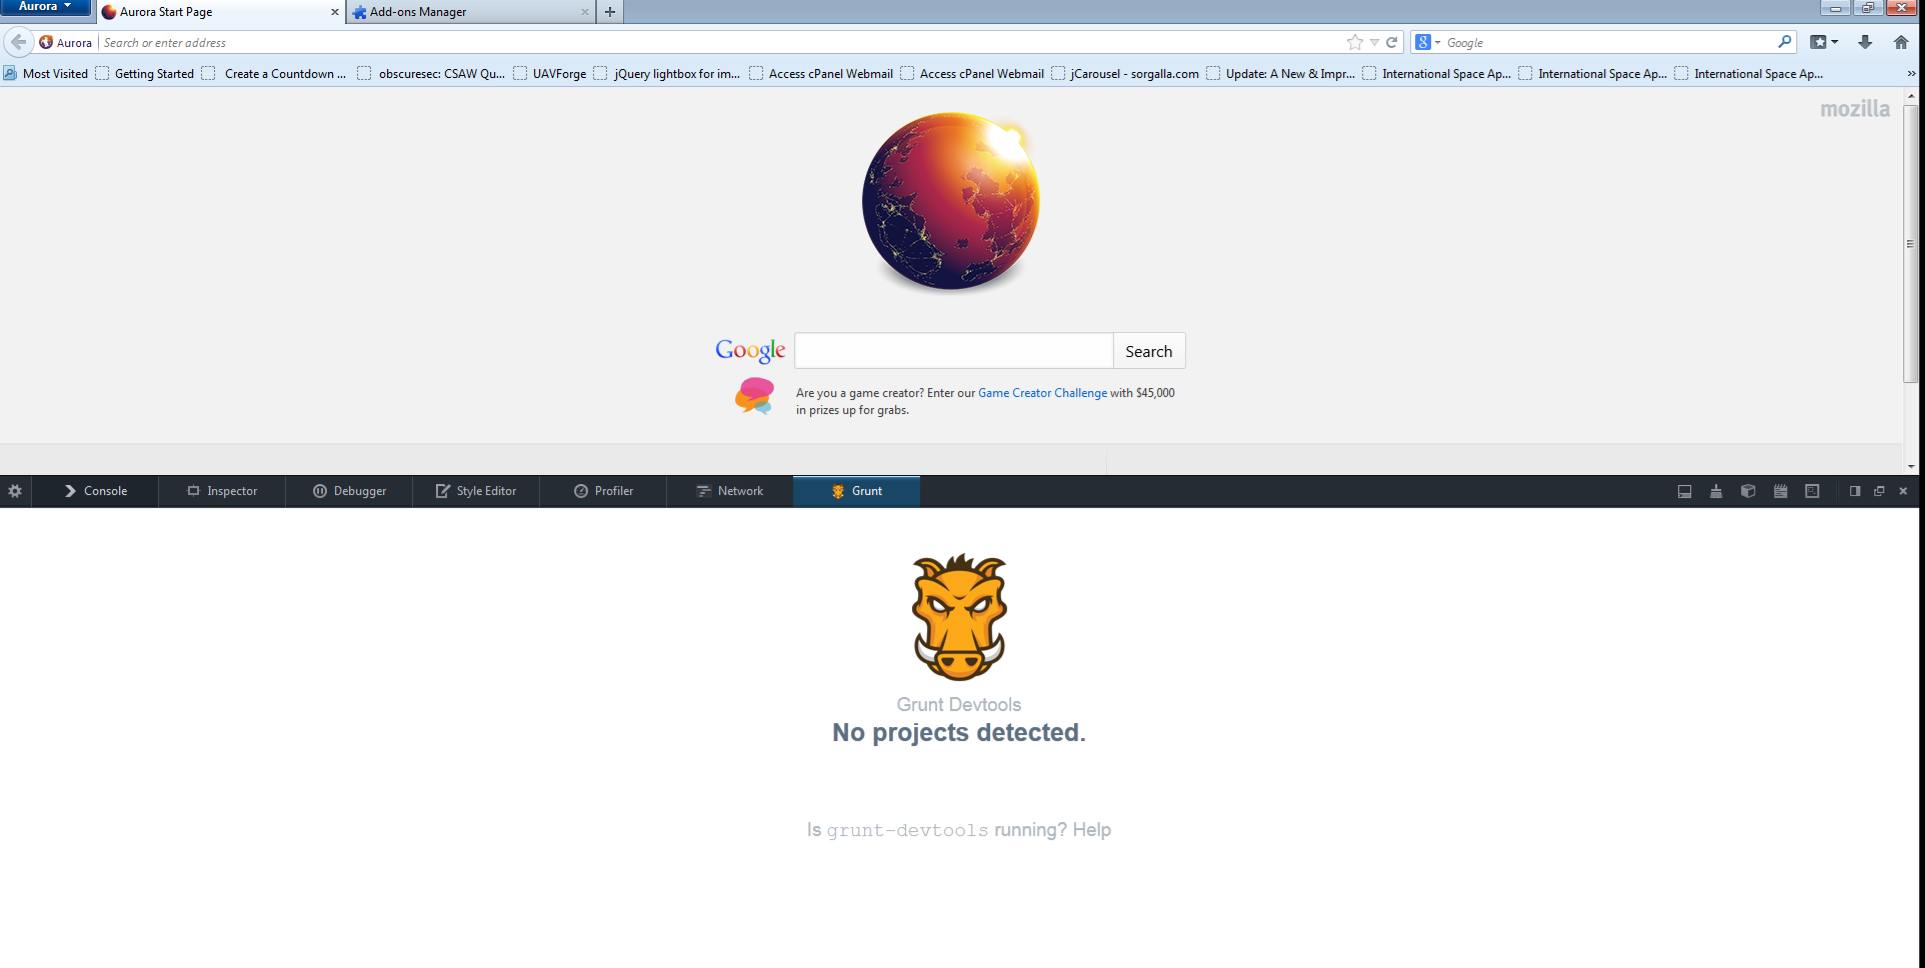 Aurora
Aurora Start Page
Add-ons Manager
Aurora
Search or enter address
8
Google
Most Visited
Getting Started
Create a Countdown ...
obscuresec: CSAW Qu...
UAVForge
jQuery lightbox for im...
Access cPanel Webmail
Access cPanel Webmail
jCarousel - sorgalla.com
Update: A New & Impr...
International Space Ap...
International Space Ap...
International Space Ap...
mozilla
Google
Search
Are you a game creator? Enter our Game Creator Challenge with $45,000
in prizes up for grabs.
Console
Inspector
Debugger
Style Editor
Profiler
Network
Grunt
Grunt Devtools
No projects detected.
Is grunt-devtools running? Help